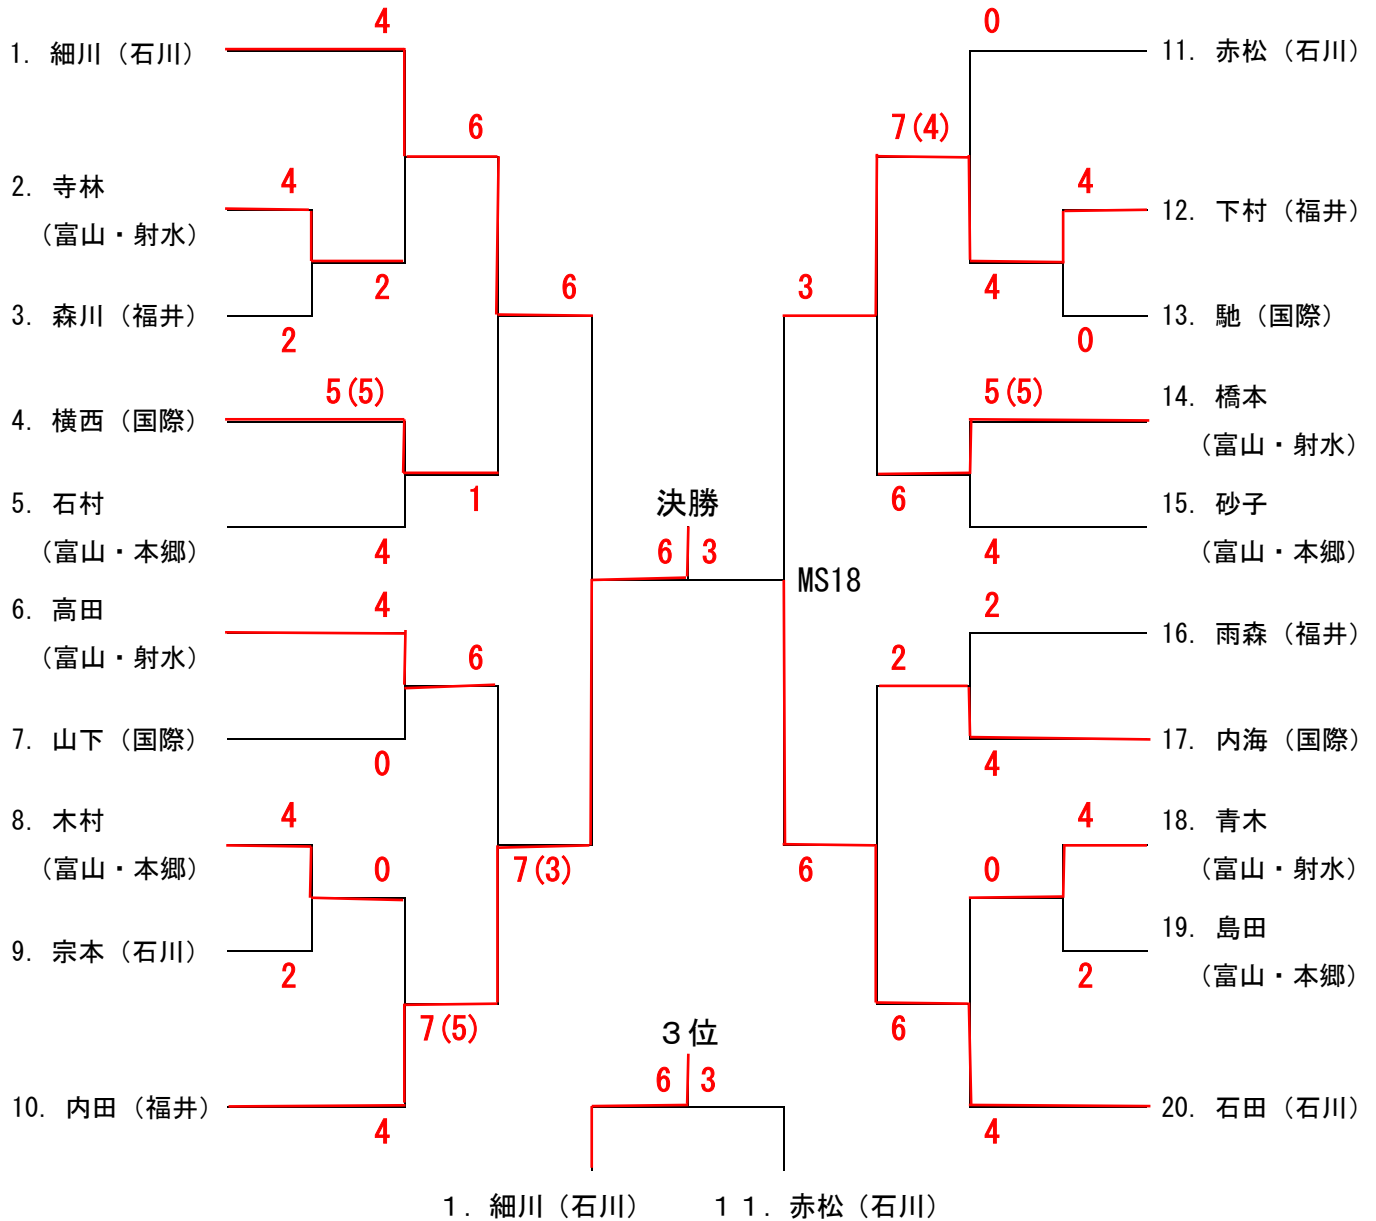 4
1. 細川（石川）
6
2. 寺林
4
（富山・射水）
2
6
3. 森川（福井）
2
5(5)
4. 横西（国際）
1
5. 石村
（富山・本郷）
4
6. 高田
4
（富山・射水）
6
7. 山下（国際）
0
8. 木村
4
（富山・本郷）
0
7(3)
9. 宗本（石川）
2
7(5)
10. 内田（福井）
4
決勝
6 3
MS18
0
11. 赤松（石川）
7(4)
4
12. 下村（福井）
3
4
13. 馳（国際）
0
5(5)
14. 橋本
（富山・射水）
6
15. 砂子
（富山・本郷）
4
2
16. 雨森（福井）
2
17. 内海（国際）
4
4
18. 青木
（富山・射水）
6
0
19. 島田
（富山・本郷）
2
6
20. 石田（石川）
4
３位
6 3
１. 細川（石川）
１１. 赤松（石川）